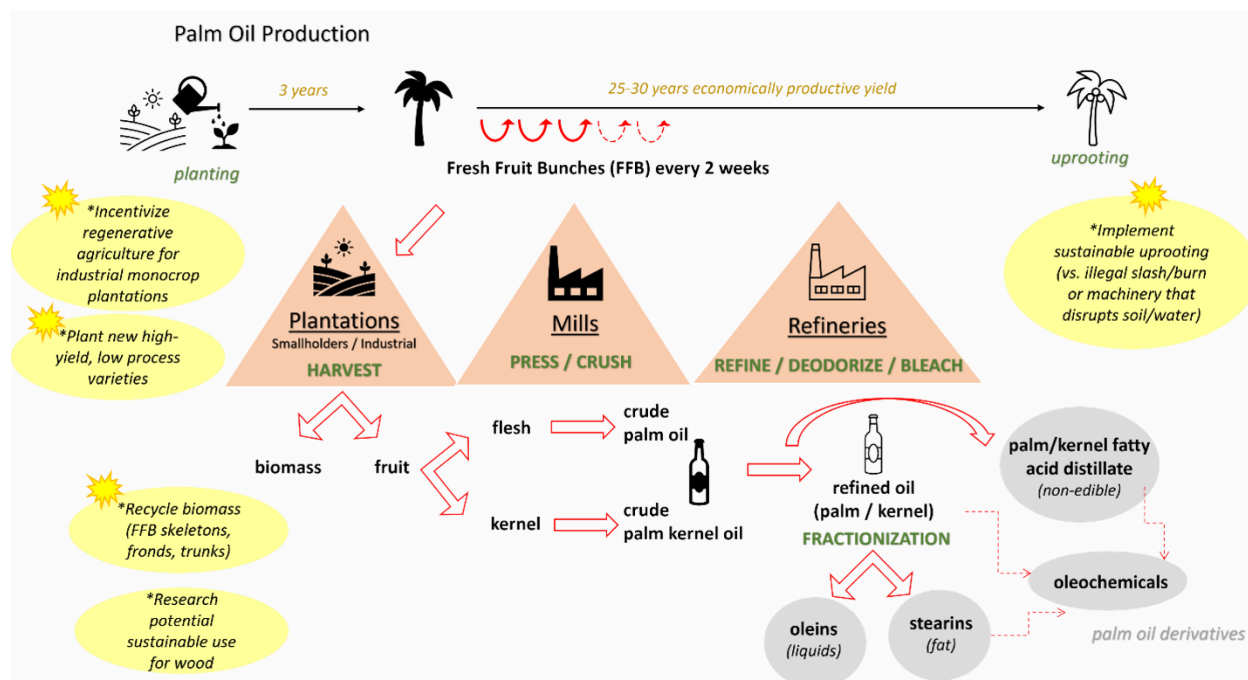 Palm Oil Production
3 years
25-30 years economically productive yield
planting
Fresh Fruit Bunches (FFB) every 2 weeks
uprooting
*Incentivize
regenerative
agriculture for
industrial monocrop
plantations
*Plant new high-
yield, low process
varieties
Plantations
Smallholders / Industrial
HARVEST
Mills
PRESS / CRUSH
Refineries
REFINE / DEODORIZE / BLEACH
*Implement
sustainable uprooting
(vs. illegal slash/burn
or machinery that
disrupts soil/water)
biomass
fruit
flesh
crude
palm oil
kernel
crude
palm kernel oil
refined oil
(palm / kernel)
FRACTIONIZATION
palm/kernel fatty
acid distillate
(non-edible)
oleochemicals
oleins
(liquids)
stearins
(fat)
palm oil derivatives
*Recycle biomass
(FFB skeletons,
fronds, trunks)
*Research
potential
sustainable use
for wood